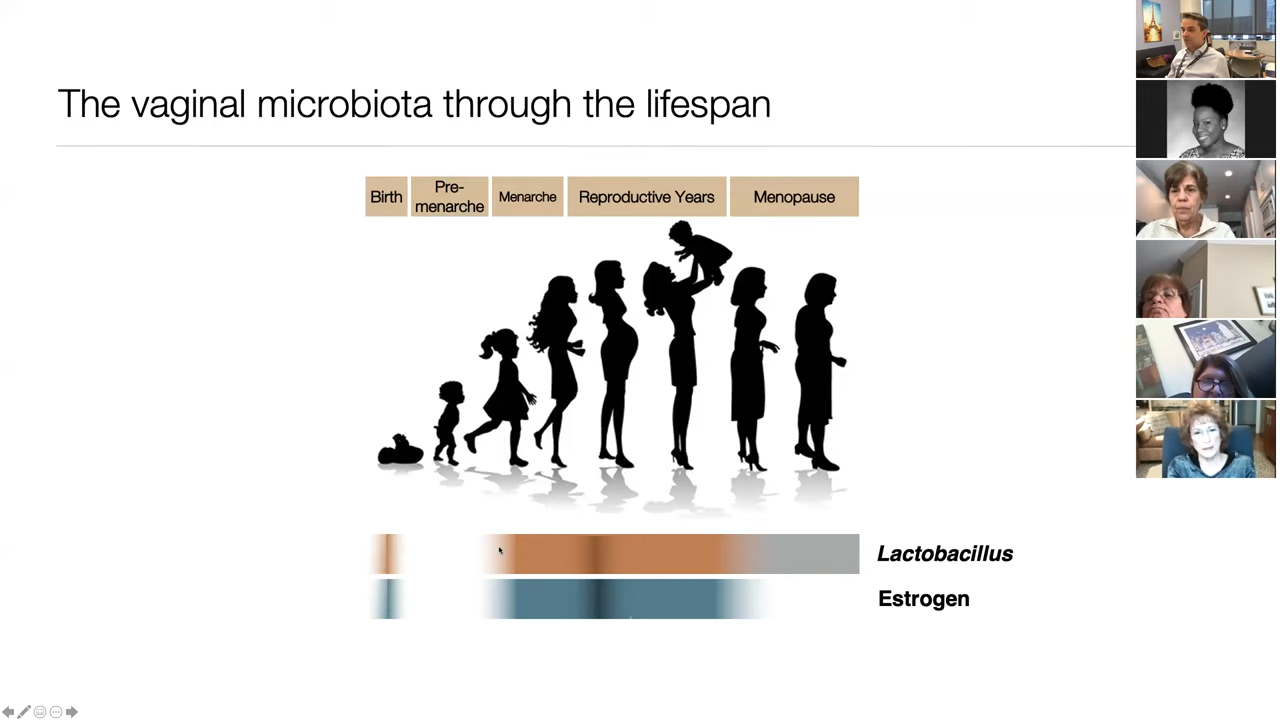 The vaginal microbiota through the lifespan
Birth
Pre-
menarche
Menarche
Reproductive Years
Menopause
Lactobacillus
Estrogen